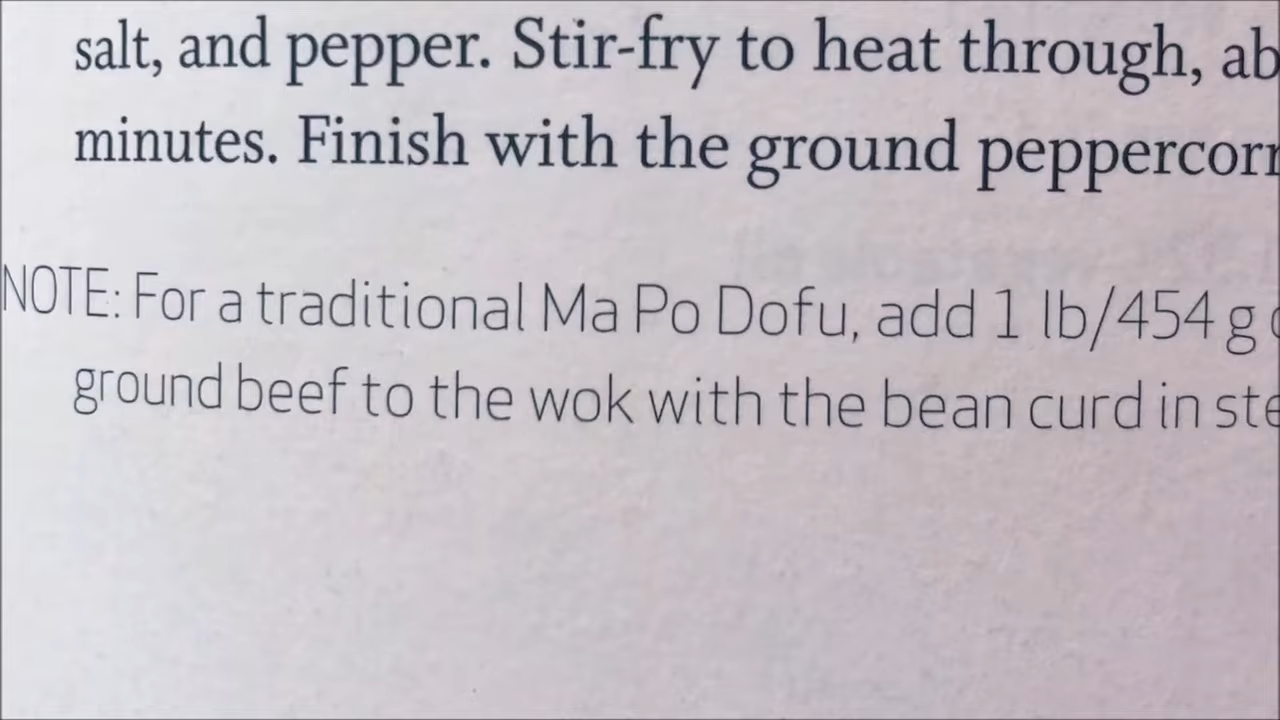 salt, and pepper. Stir-fry to heat through, ab
minutes. Finish with the ground peppercorn
NOTE: For a traditional Ma Po Dofu, add 1 lb/454 g
ground beef to the wok with the bean curd in ste